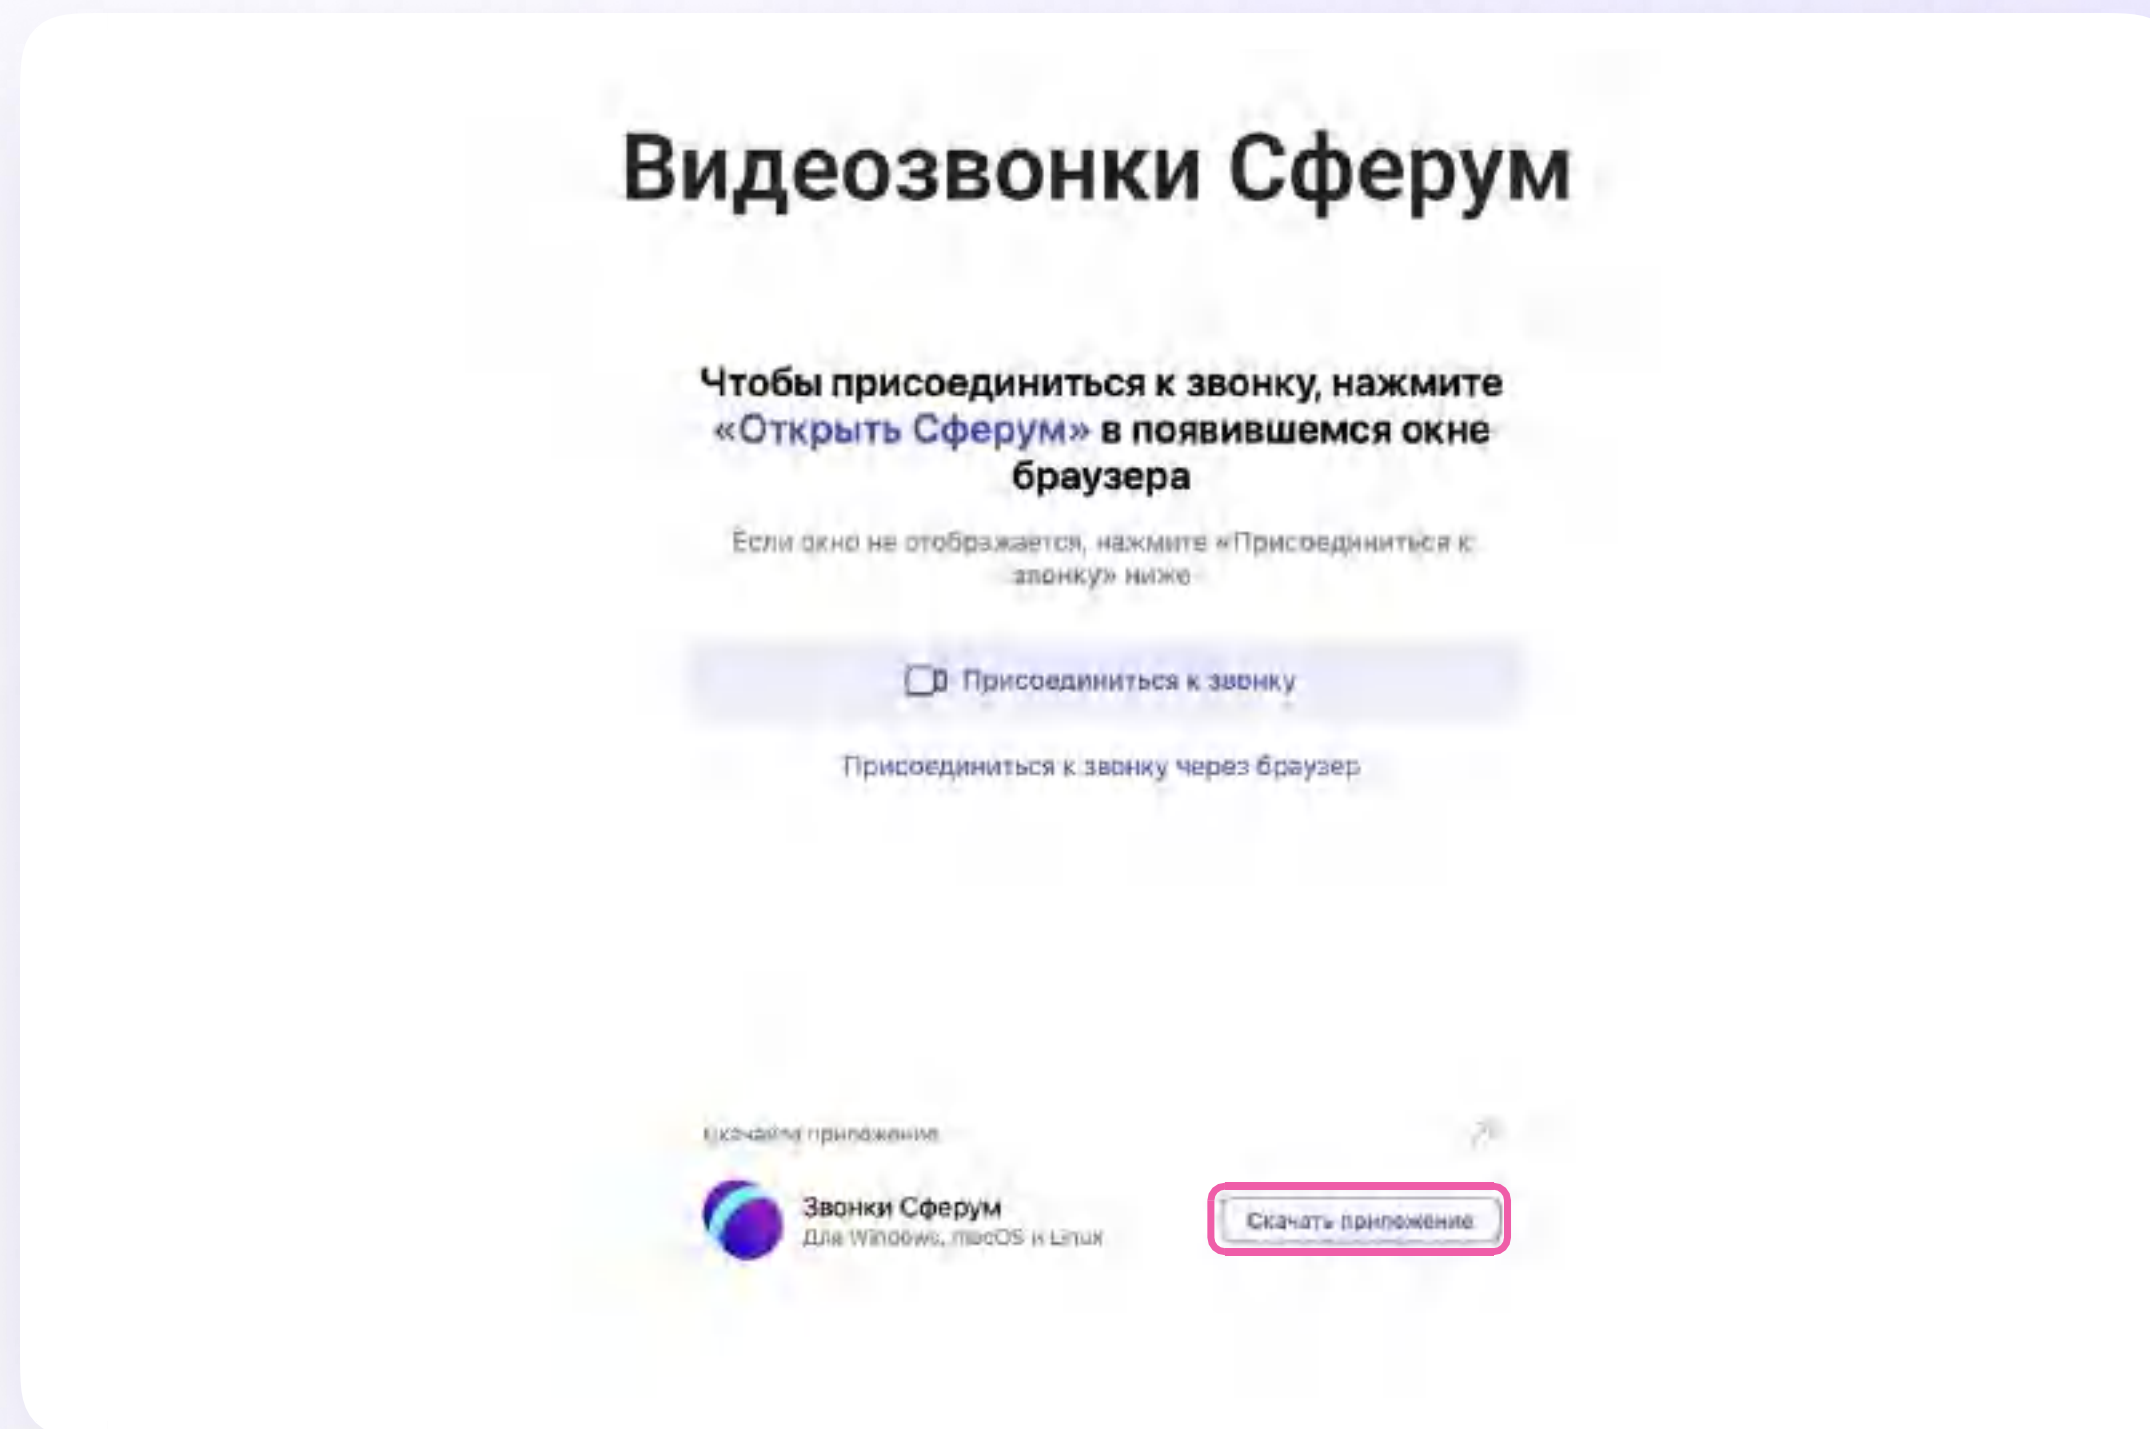 Видеозвонки Сферум
Чтобы присоединиться к звонку, нажмите
«Открыть Сферум» в появившемся окне
браузера
Если окно не отображается, нажмите «Присоединиться к
звонку» ниже
Присоединиться к звонку
Присоединиться к звонку через браузер
Скачайте приложение
Звонки Сферум
Для Windows, macOS и Linux
Скачать приложение